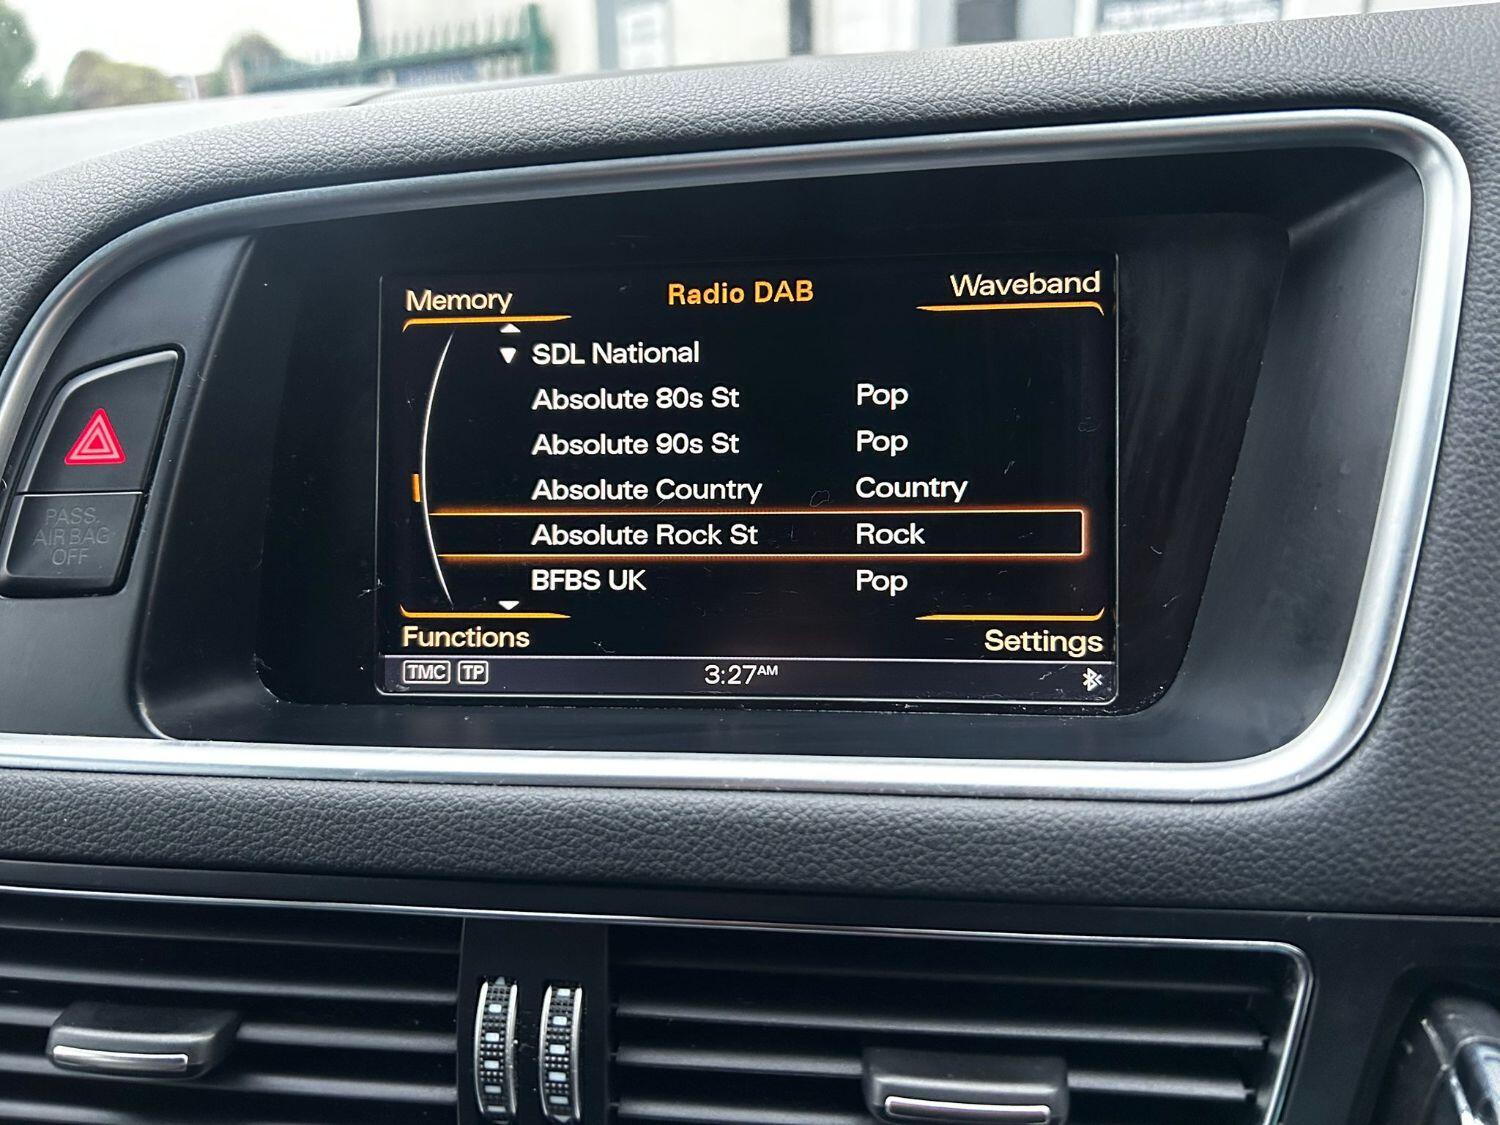 Memory Radio DAB Waveband
SDL National
Absolute 80s St Pop
Absolute 90s St Pop
Absolute Country Country
Absolute Rock St Rock
BFBS UK Pop
Functions Settings
TMC TP 3:27AM
PASS.
AIR BAG
OFF